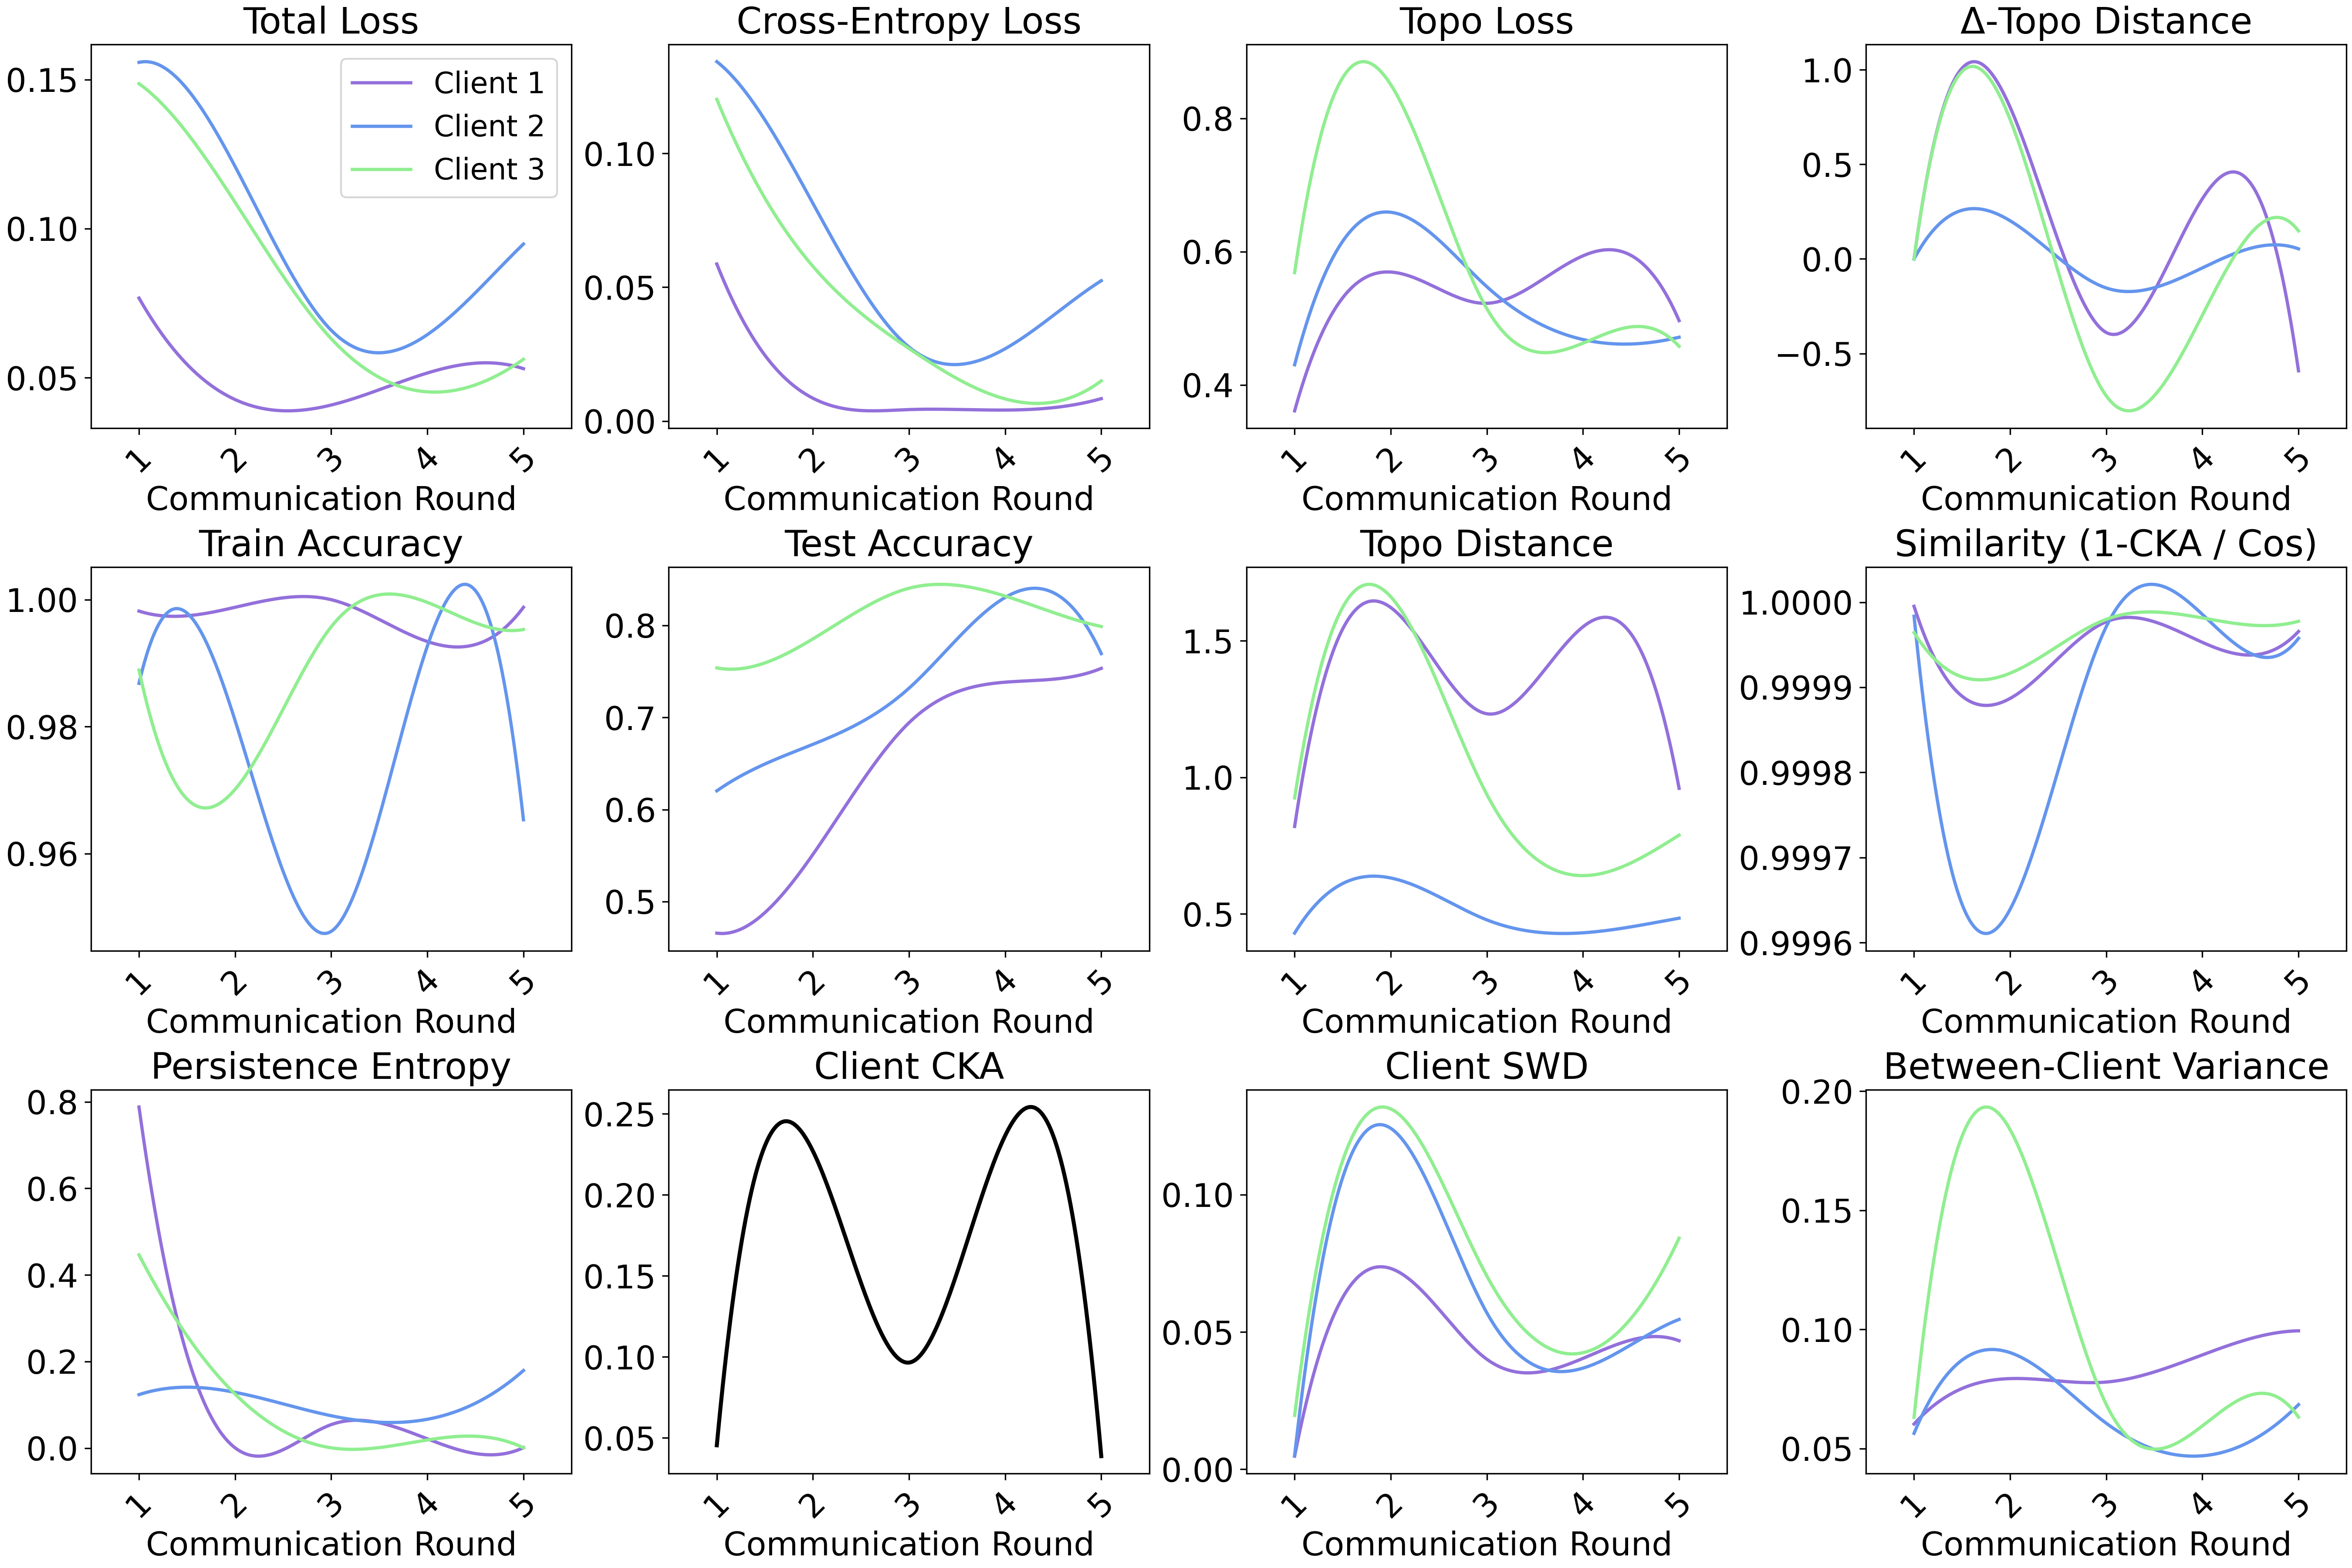 Total Loss
0.15
0.10
0.05
Client 1
Client 2
Client 3
1 2 3 4 5
Communication Round
Cross-Entropy Loss
0.10
0.05
0.00
1 2 3 4 5
Communication Round
Topo Loss
0.8
0.6
0.4
1 2 3 4 5
Communication Round
Δ-Topo Distance
1.0
0.5
0.0
−0.5
1 2 3 4 5
Communication Round
Train Accuracy
1.00
0.98
0.96
1 2 3 4 5
Communication Round
Test Accuracy
0.8
0.7
0.6
0.5
1 2 3 4 5
Communication Round
Topo Distance
1.5
1.0
0.5
1 2 3 4 5
Communication Round
Similarity (1-CKA / Cos)
1.0000
0.9999
0.9998
0.9997
0.9996
1 2 3 4 5
Communication Round
Persistence Entropy
0.8
0.6
0.4
0.2
0.0
1 2 3 4 5
Communication Round
Client CKA
0.25
0.20
0.15
0.10
0.05
1 2 3 4 5
Communication Round
Client SWD
0.10
0.05
0.00
1 2 3 4 5
Communication Round
Between-Client Variance
0.20
0.15
0.10
0.05
1 2 3 4 5
Communication Round